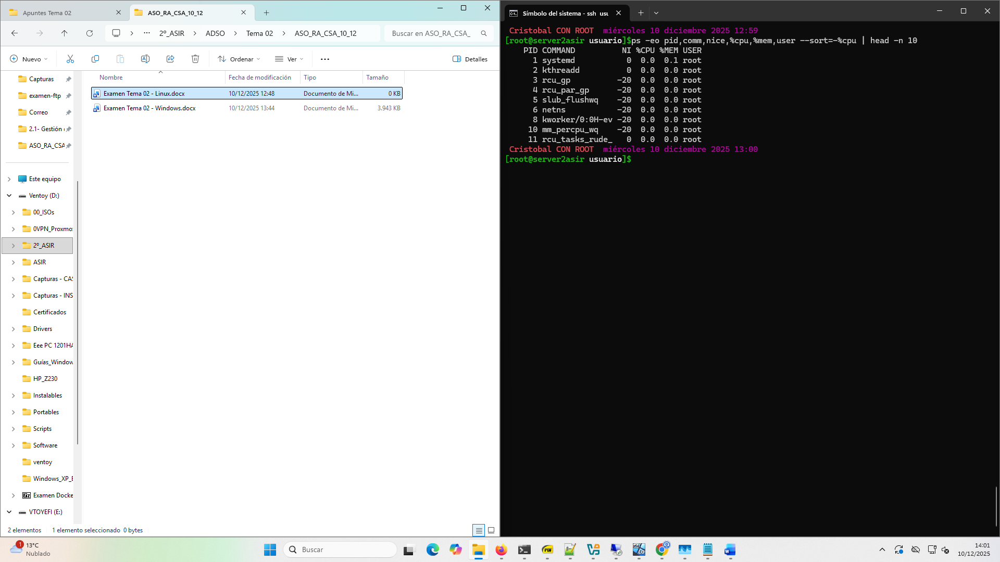 Apuntes Tema 02
ASO_RA_CSA_10_12
2º_ASIR
ADSO
Tema 02
ASO_RA_CSA_10_12
Buscar en ASO_RA_CSA_
Nuevo
Ordenar
Ver
Detalles
Capturas
examen-ftp
Correo
2.1- Gestión
ASO_RA_CSA
Este equipo
Ventoy (D:)
00_ISOs
0VPN_Proxmo
2º_ASIR
ASIR
Capturas - CAS
Capturas - INS
Certificados
Drivers
Eee PC 1201HA
Guías_Window
HP_Z230
Instalables
Portables
Scripts
Software
ventoy
Windows_XP_E
Examen Docke
VTOYEFI (E:)
Nombre Fecha de modificación Tipo Tamaño
Examen Tema 02 - Linux.docx 10/12/2025 12:48 Documento de Mi... 0 KB
Examen Tema 02 - Windows.docx 10/12/2025 13:44 Documento de Mi... 3.943 KB
2 elementos 1 elemento seleccionado 0 bytes
Símbolo del sistema - ssh usu
Cristobal CON ROOT miércoles 10 diciembre 2025 12:59
[root@server2asir usuario]$ps -eo pid,comm,nice,%cpu,%mem,user --sort=-%cpu | head -n 10
PID COMMAND NI %CPU %MEM USER
1 systemd 0 0.0 0.1 root
2 kthreadd 0 0.0 0.0 root
3 rcu_gp -20 0.0 0.0 root
4 rcu_par_gp -20 0.0 0.0 root
5 slub_flushwq -20 0.0 0.0 root
6 netns -20 0.0 0.0 root
8 kworker/0:0H-ev -20 0.0 0.0 root
10 mm_percpu_wq -20 0.0 0.0 root
11 rcu_tasks_rude_ 0 0.0 0.0 root
Cristobal CON ROOT miércoles 10 diciembre 2025 13:00
[root@server2asir usuario]$
1
13°C
Nublado
Buscar
PDF
x64
10
14:01
10/12/2025